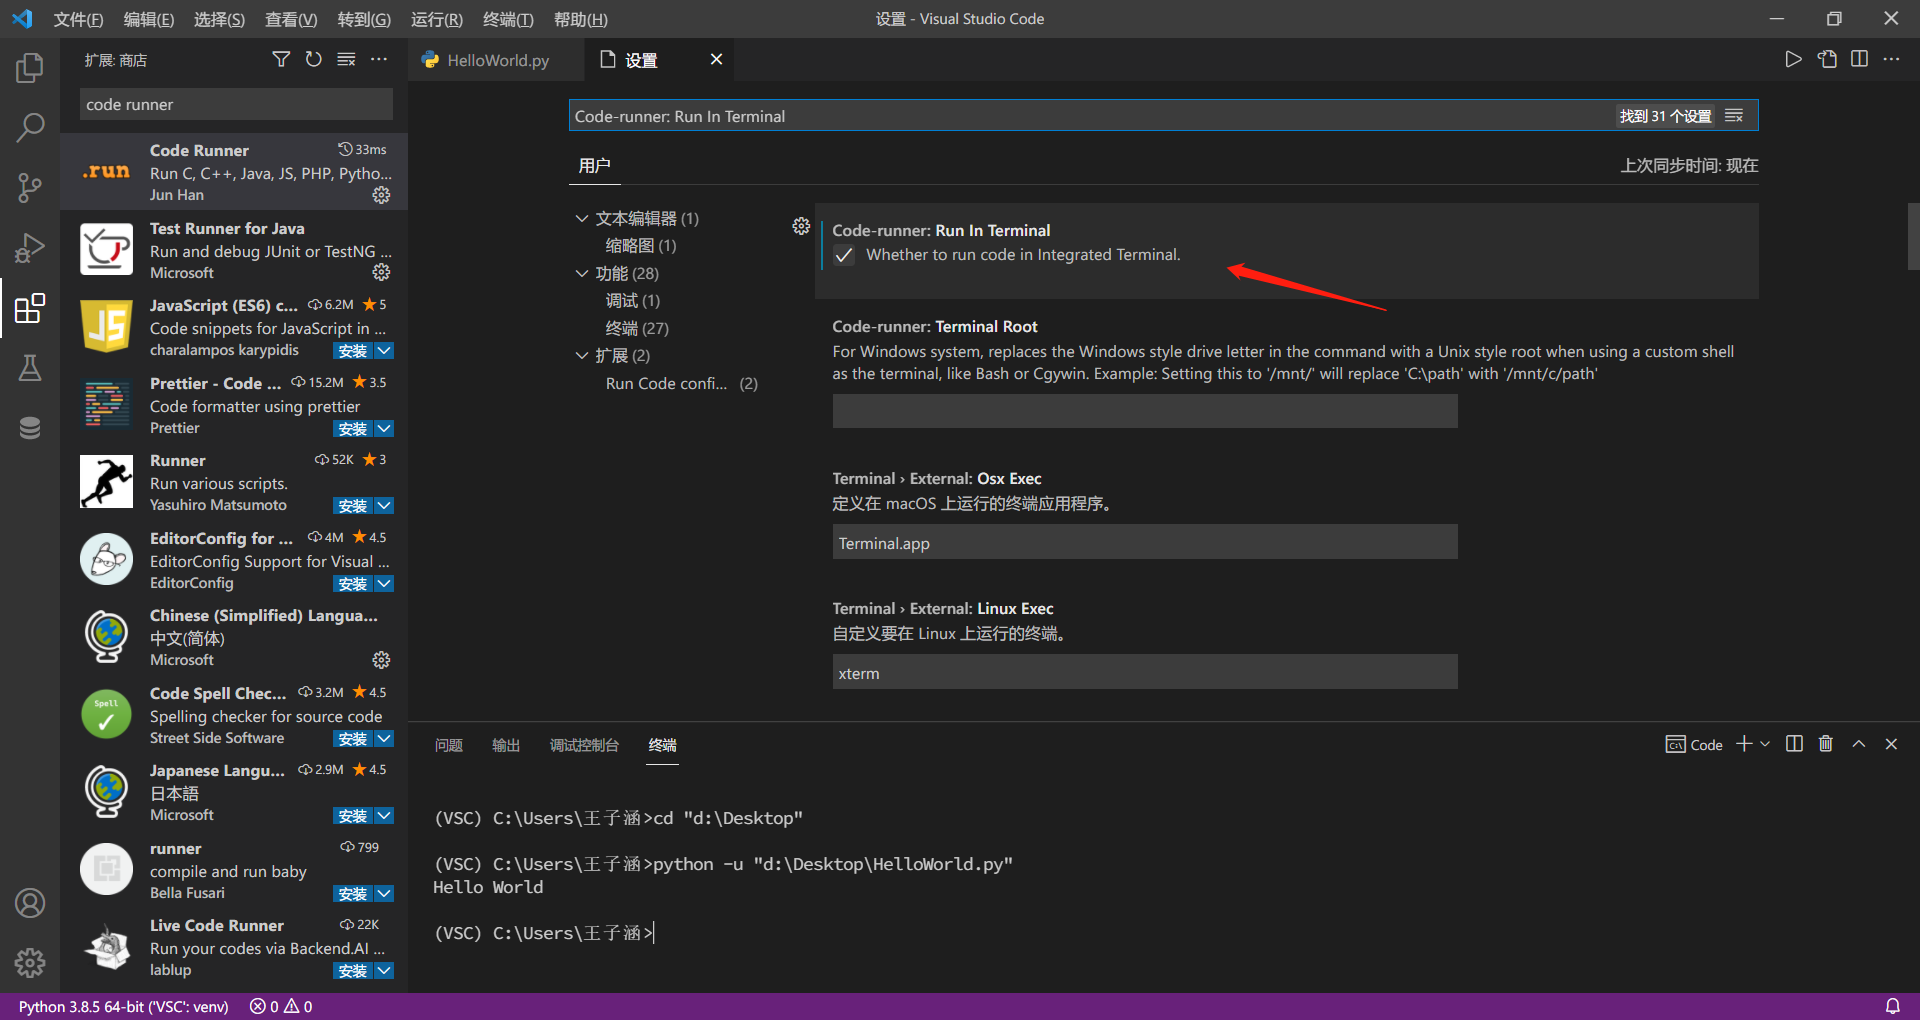 文件(F) 编辑(E) 选择(S) 查看(V) 转到(G) 运行(R) 终端(T) 帮助(H)
设置 - Visual Studio Code
扩展: 商店
code runner
Code Runner 33ms
Run C, C++, Java, JS, PHP, Pytho...
Jun Han
Test Runner for Java
Run and debug JUnit or TestNG ...
Microsoft
JavaScript (ES6) c... 6.2M 5
Code snippets for JavaScript in ...
charalampos karypidis 安装
Prettier - Code ... 15.2M 3.5
Code formatter using prettier
Prettier 安装
Runner 52K 3
Run various scripts.
Yasuhiro Matsumoto 安装
EditorConfig for ... 4M 4.5
EditorConfig Support for Visual ...
EditorConfig 安装
Chinese (Simplified) Langua...
中文(简体)
Microsoft
Code Spell Chec... 3.2M 4.5
Spelling checker for source code
Street Side Software 安装
Japanese Langu... 2.9M 4.5
日本語
Microsoft 安装
runner 799
compile and run baby
Bella Fusari 安装
Live Code Runner 22K
Run your codes via Backend.AI ...
lablup 安装
.run
JS
Spell
HelloWorld.py
设置
Code-runner: Run In Terminal
找到 31 个设置
用户
上次同步时间: 现在
文本编辑器 (1)
缩略图 (1)
功能 (28)
调试 (1)
终端 (27)
扩展 (2)
Run Code confi... (2)
Code-runner: Run In Terminal
Whether to run code in Integrated Terminal.
Code-runner: Terminal Root
For Windows system, replaces the Windows style drive letter in the command with a Unix style root when using a custom shell
as the terminal, like Bash or Cgywin. Example: Setting this to '/mnt/' will replace 'C:\path' with '/mnt/c/path'
Terminal › External: Osx Exec
定义在 macOS 上运行的终端应用程序。
Terminal.app
Terminal › External: Linux Exec
自定义要在 Linux 上运行的终端。
xterm
问题 输出 调试控制台 终端
Code
(VSC) C:\Users\王子涵>cd "d:\Desktop"
(VSC) C:\Users\王子涵>python -u "d:\Desktop\HelloWorld.py"
Hello World
(VSC) C:\Users\王子涵>
Python 3.8.5 64-bit ('VSC': venv) 0 0